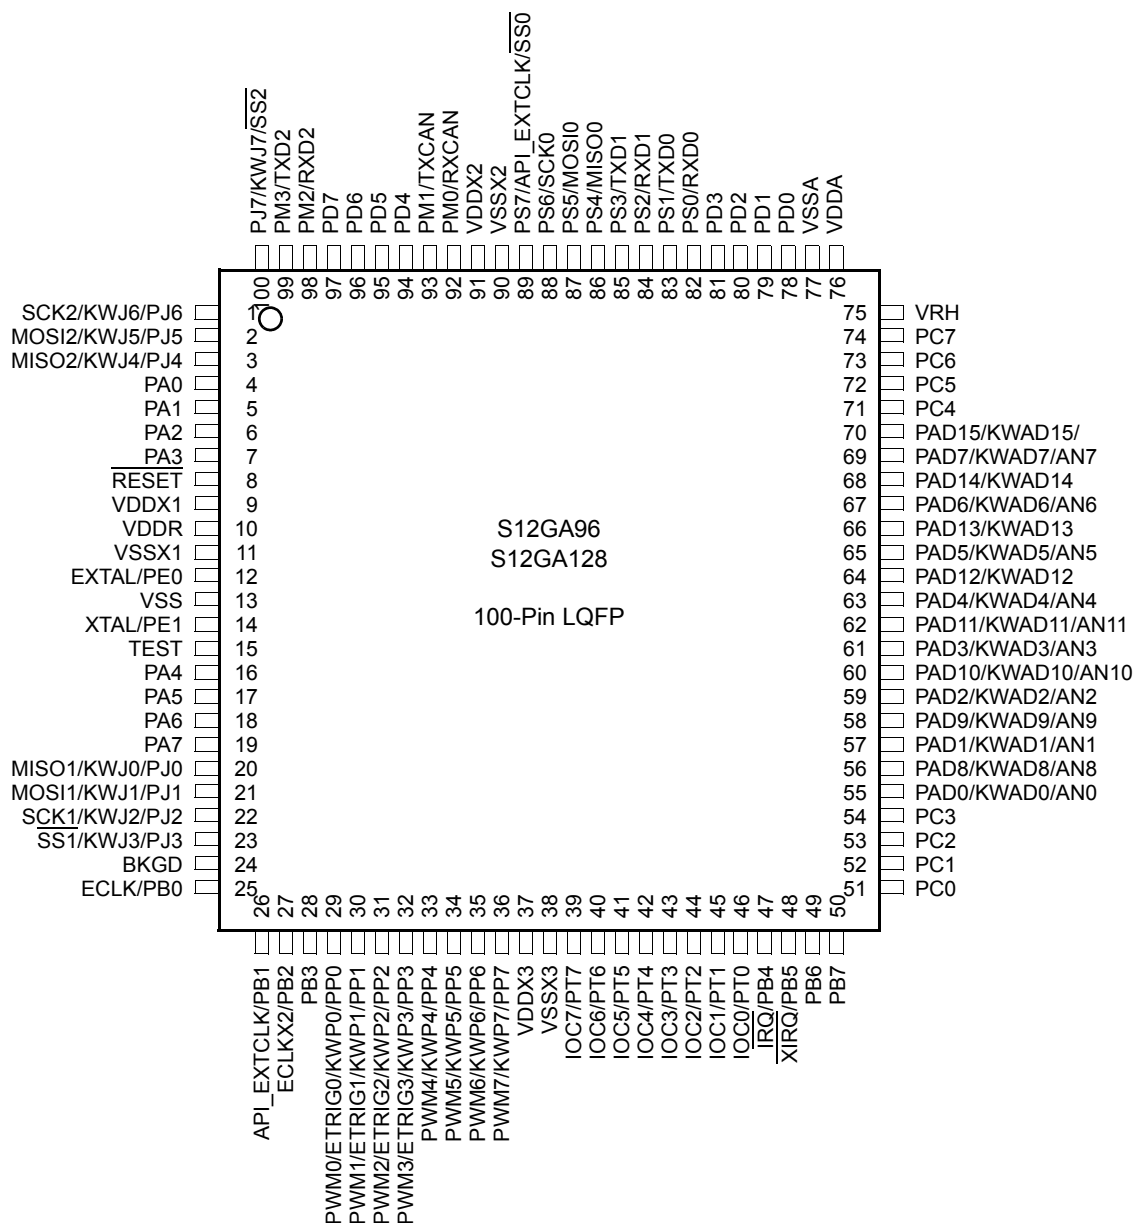 PJ7/KWJ7/SS2
PM3/TXD2
PM2/RXD2
PD7
PD6
PD5
PD4
PM1/TXCAN
PM0/RXCAN
VDDX2
VSSX2
PS7/API_EXTCLK/SS0
PS6/SCK0
PS5/MOSI0
PS4/MISO0
PS3/TXD1
PS2/RXD1
PS1/TXD0
PS0/RXD0
PD3
PD2
PD1
PD0
VSSA
VDDA
100
99
98
97
96
95
94
93
92
91
90
89
88
87
86
85
84
83
82
81
80
79
78
77
76
SCK2/KWJ6/PJ6 1
MOSI2/KWJ5/PJ5 2
MISO2/KWJ4/PJ4 3
PA0 4
PA1 5
PA2 6
PA3 7
RESET 8
VDDX1 9
VDDR 10
VSSX1 11
EXTAL/PE0 12
VSS 13
XTAL/PE1 14
TEST 15
PA4 16
PA5 17
PA6 18
PA7 19
MISO1/KWJ0/PJ0 20
MOSI1/KWJ1/PJ1 21
SCK1/KWJ2/PJ2 22
SS1/KWJ3/PJ3 23
BKGD 24
ECLK/PB0 25
S12GA96
S12GA128
100-Pin LQFP
75 VRH
74 PC7
73 PC6
72 PC5
71 PC4
70 PAD15/KWAD15/
69 PAD7/KWAD7/AN7
68 PAD14/KWAD14
67 PAD6/KWAD6/AN6
66 PAD13/KWAD13
65 PAD5/KWAD5/AN5
64 PAD12/KWAD12
63 PAD4/KWAD4/AN4
62 PAD11/KWAD11/AN11
61 PAD3/KWAD3/AN3
60 PAD10/KWAD10/AN10
59 PAD2/KWAD2/AN2
58 PAD9/KWAD9/AN9
57 PAD1/KWAD1/AN1
56 PAD8/KWAD8/AN8
55 PAD0/KWAD0/AN0
54 PC3
53 PC2
52 PC1
51 PC0
26
27
28
29
30
31
32
33
34
35
36
37
38
39
40
41
42
43
44
45
46
47
48
49
50
API_EXTCLK/PB1
ECLKX2/PB2
PB3
PWM0/ETRIG0/KWP0/PP0
PWM1/ETRIG1/KWP1/PP1
PWM2/ETRIG2/KWP2/PP2
PWM3/ETRIG3/KWP3/PP3
PWM4/KWP4/PP4
PWM5/KWP5/PP5
PWM6/KWP6/PP6
PWM7/KWP7/PP7
VDDX3
VSSX3
IOC7/PT7
IOC6/PT6
IOC5/PT5
IOC4/PT4
IOC3/PT3
IOC2/PT2
IOC1/PT1
IOC0/PT0
IRQ/PB4
XIRQ/PB5
PB6
PB7